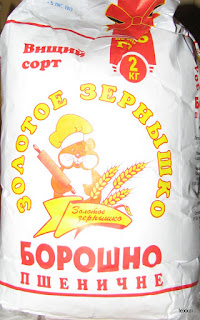 Вищий
сорт
2
КГ
ЗОЛОТОЕ ЗЕРНЫШКО
Золотое
зернышко
БОРОШНО
ПШЕНИЧНЕ